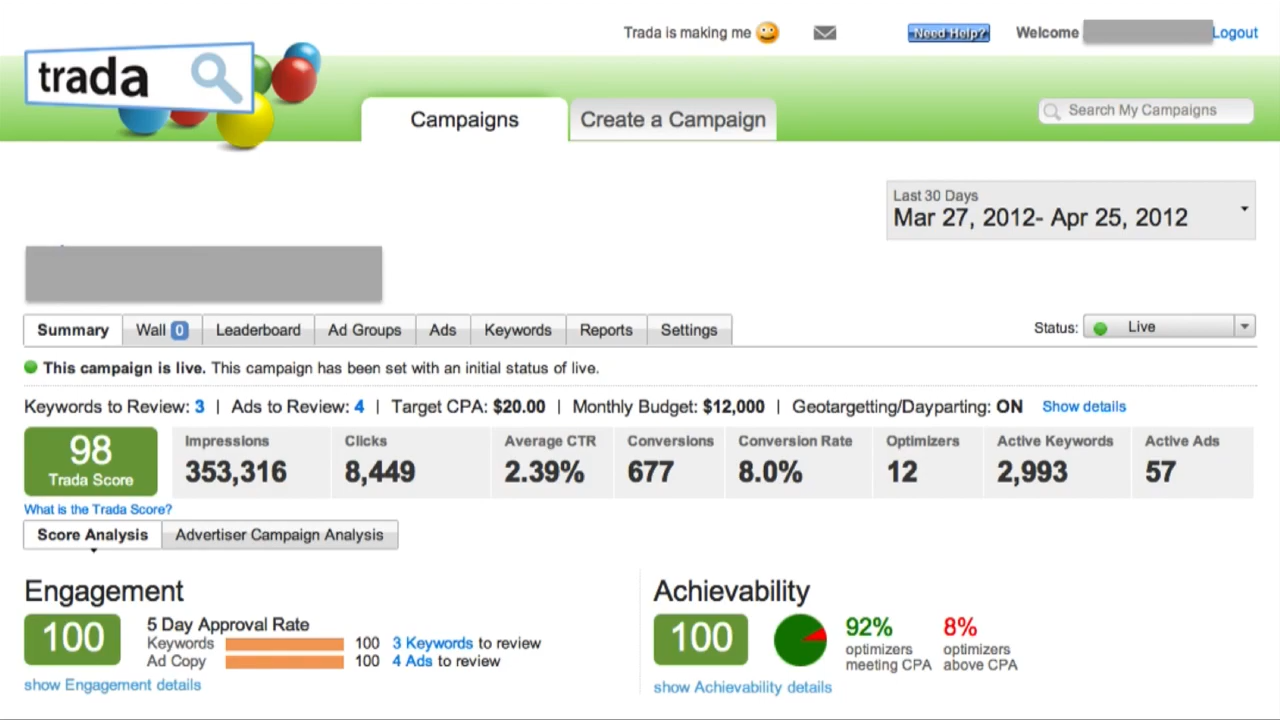 Trada is making me
Need Help?
Welcome
Logout
trada
Campaigns
Create a Campaign
Search My Campaigns
Last 30 Days
Mar 27, 2012- Apr 25, 2012
Summary
Wall 0
Leaderboard
Ad Groups
Ads
Keywords
Reports
Settings
Status:
Live
This campaign is live. This campaign has been set with an initial status of live.
Keywords to Review: 3 | Ads to Review: 4 | Target CPA: $20.00 | Monthly Budget: $12,000 | Geotargetting/Dayparting: ON Show details
98
Trada Score
Impressions
353,316
Clicks
8,449
Average CTR
2.39%
Conversions
677
Conversion Rate
8.0%
Optimizers
12
Active Keywords
2,993
Active Ads
57
What is the Trada Score?
Score Analysis
Advertiser Campaign Analysis
Engagement
100
5 Day Approval Rate
Keywords 100 3 Keywords to review
Ad Copy 100 4 Ads to review
show Engagement details
Achievability
100
92%
optimizers
meeting CPA
8%
optimizers
above CPA
show Achievability details